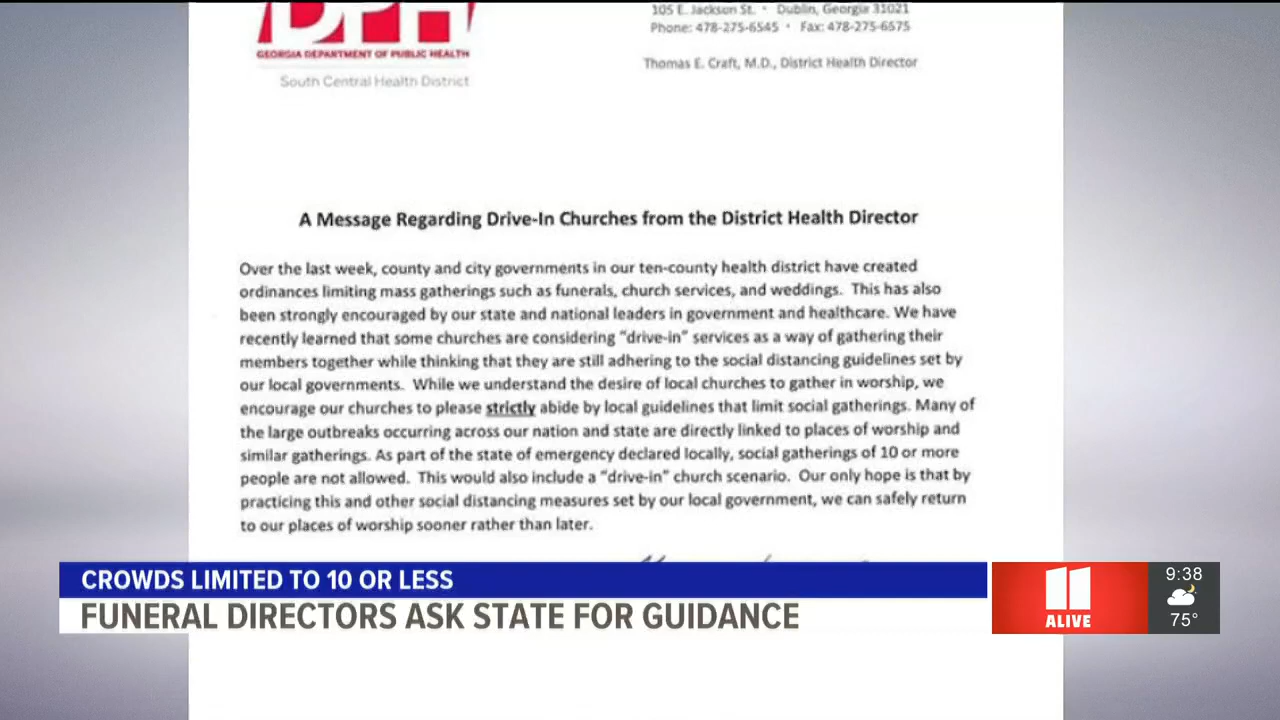 DPH
GEORGIA DEPARTMENT OF PUBLIC HEALTH
South Central Health District
105 E. Jackson St. • Dublin, Georgia 31021
Phone: 478-275-6545 • Fax: 478-275-6575
Thomas E. Craft, M.D., District Health Director
A Message Regarding Drive-In Churches from the District Health Director
Over the last week, county and city governments in our ten-county health district have created
ordinances limiting mass gatherings such as funerals, church services, and weddings. This has also
been strongly encouraged by our state and national leaders in government and healthcare. We have
recently learned that some churches are considering “drive-in” services as a way of gathering their
members together while thinking that they are still adhering to the social distancing guidelines set by
our local governments. While we understand the desire of local churches to gather in worship, we
encourage our churches to please strictly abide by local guidelines that limit social gatherings. Many of
the large outbreaks occurring across our nation and state are directly linked to places of worship and
similar gatherings. As part of the state of emergency declared locally, social gatherings of 10 or more
people are not allowed. This would also include a “drive-in” church scenario. Our only hope is that by
practicing this and other social distancing measures set by our local government, we can safely return
to our places of worship sooner rather than later.
CROWDS LIMITED TO 10 OR LESS
FUNERAL DIRECTORS ASK STATE FOR GUIDANCE
11
ALIVE
9:38
75°